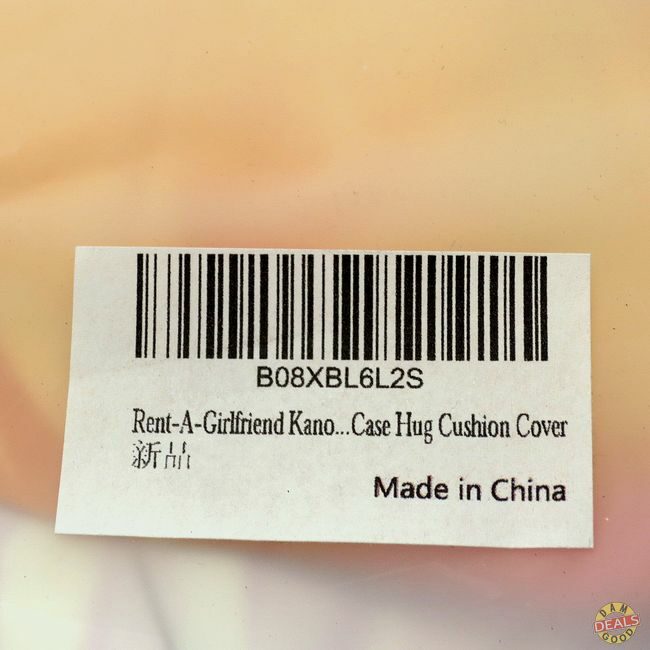 B08XBL6L2S
Rent-A-Girlfriend Kano...Case Hug Cushion Cover
新品
Made in China
DAM
DEALS
GOOD